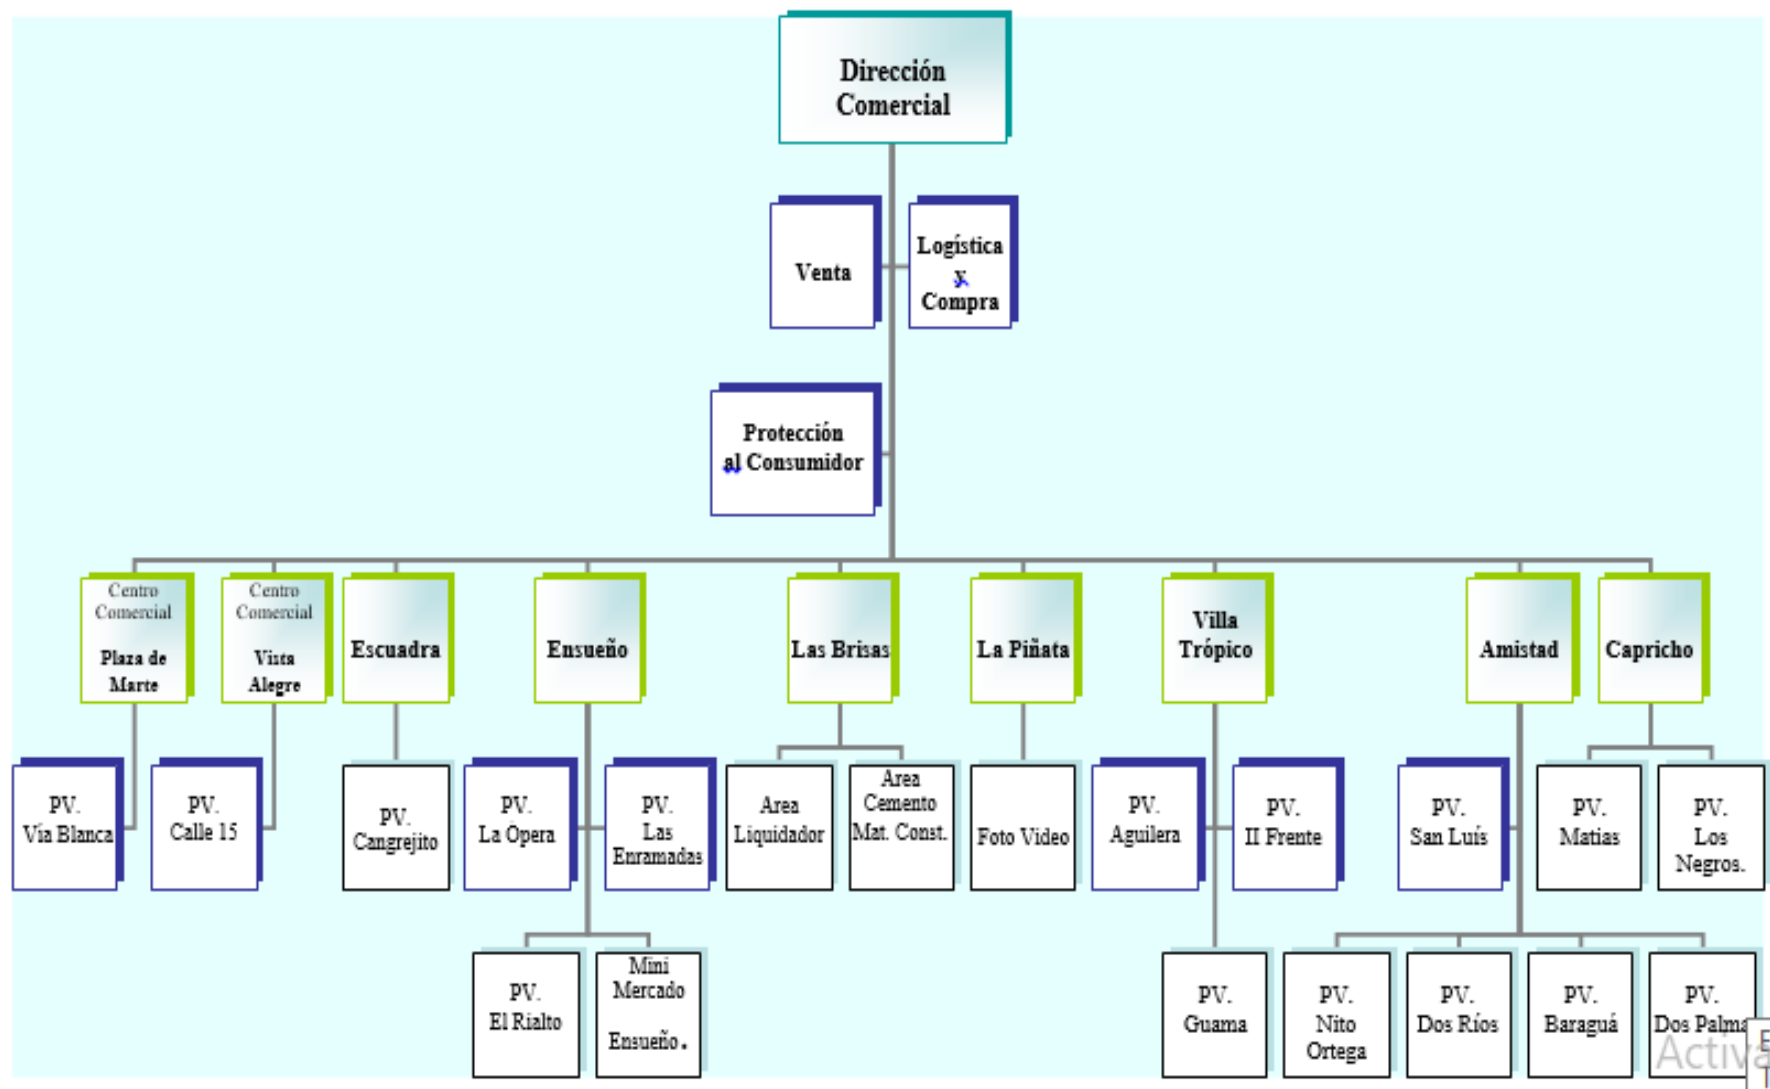 Dirección
Comercial
Venta
Logística
y
Compra
Protección
al Consumidor
Centro
Comercial
Plaza de
Marte
Centro
Comercial
Vista
Alegre
Escuadra
Ensueño
Las Brisas
La Piñata
Villa
Trópico
Amistad
Capricho
PV.
Vía Blanca
PV.
Calle 15
PV.
Cangrejito
PV.
La Ópera
PV.
Las
Enramadas
Area
Liquidador
Area
Cemento
Mat. Const.
Foto Video
PV.
Aguilera
PV.
II Frente
PV.
San Luís
PV.
Matias
PV.
Los
Negros.
PV.
El Rialto
Mini
Mercado
Ensueño.
PV.
Guama
PV.
Nito
Ortega
PV.
Dos Ríos
PV.
Baraguá
PV.
Dos Palma
Activa